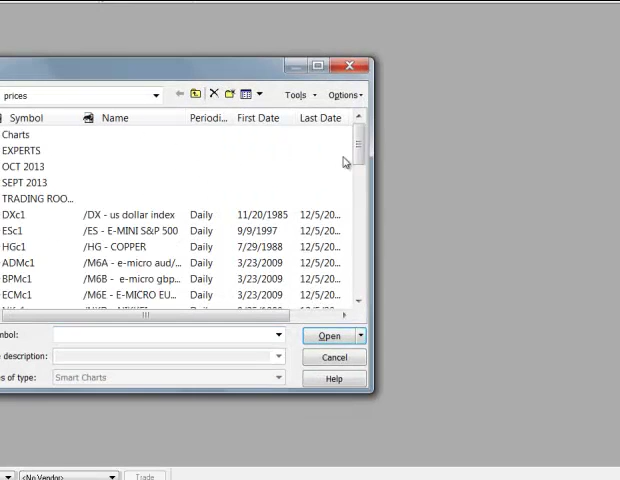 prices
Tools
Options
Symbol Name Periodi... First Date Last Date
Charts
EXPERTS
OCT 2013
SEPT 2013
TRADING ROO...
DXc1 /DX - us dollar index Daily 11/20/1985 12/5/20...
ESc1 /ES - E-MINI S&P 500 Daily 9/9/1997 12/5/20...
HGc1 /HG - COPPER Daily 7/29/1988 12/5/20...
ADMc1 /M6A - e-micro aud/... Daily 3/23/2009 12/5/20...
BPMc1 /M6B - e-micro gbp... Daily 3/23/2009 12/5/20...
ECMc1 /M6E - E-MICRO EU... Daily 3/23/2009 12/5/20...
mbol:
Open
e description:
Cancel
es of type: Smart Charts
Help
<No Vendor>
Trade